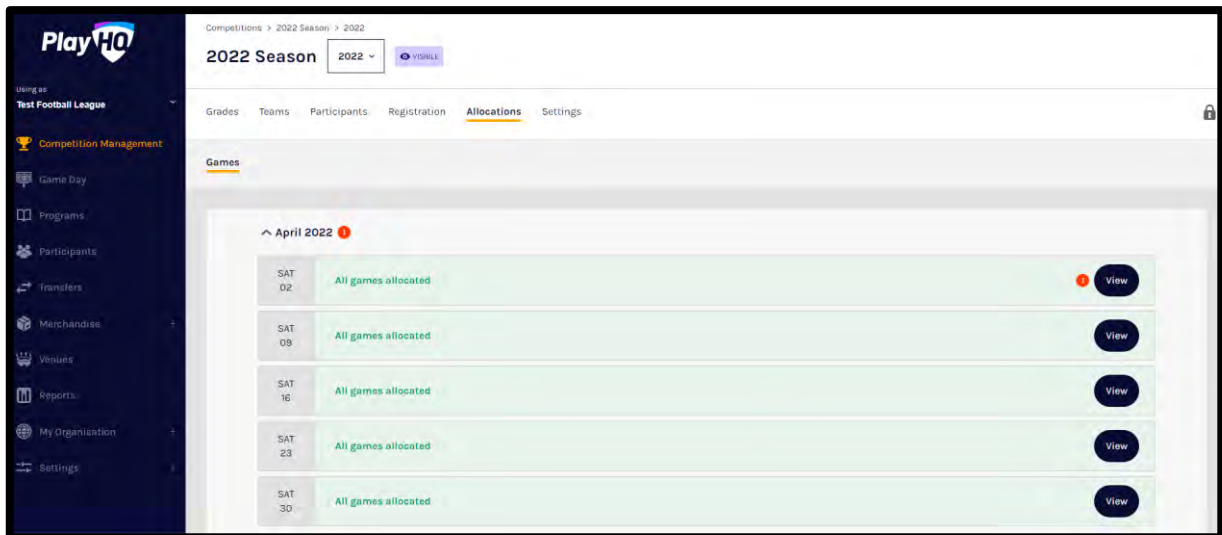 PlayHQ
Using as
Test Football League
Competition Management
Game Day
Programs
Participants
Transfers
Merchandise +
Venues
Reports
My Organisation +
Settings +
Competitions > 2022 Season > 2022
2022 Season 2022 VISIBLE
Grades Teams Participants Registration Allocations Settings
Games
April 2022 !
SAT
02 All games allocated ! View
SAT
09 All games allocated View
SAT
16 All games allocated View
SAT
23 All games allocated View
SAT
30 All games allocated View